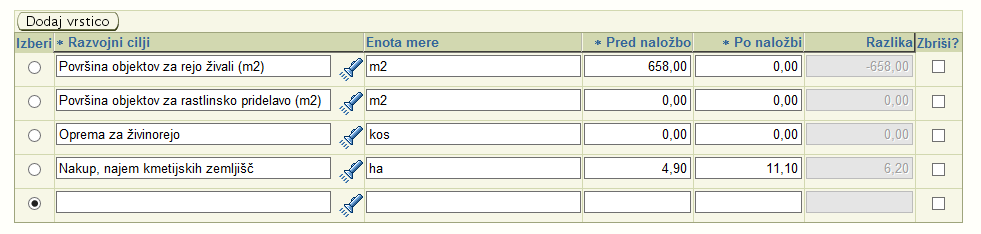 Dodaj vrstico
Izberi * Razvojni cilji Enota mere * Pred naložbo * Po naložbi Razlika Zbriši?
Površina objektov za rejo živali (m2) m2 658,00 0,00 -658,00
Površina objektov za rastlinsko pridelavo (m2) m2 0,00 0,00 0,00
Oprema za živinorejo kos 0,00 0,00 0,00
Nakup, najem kmetijskih zemljišč ha 4,90 11,10 6,20